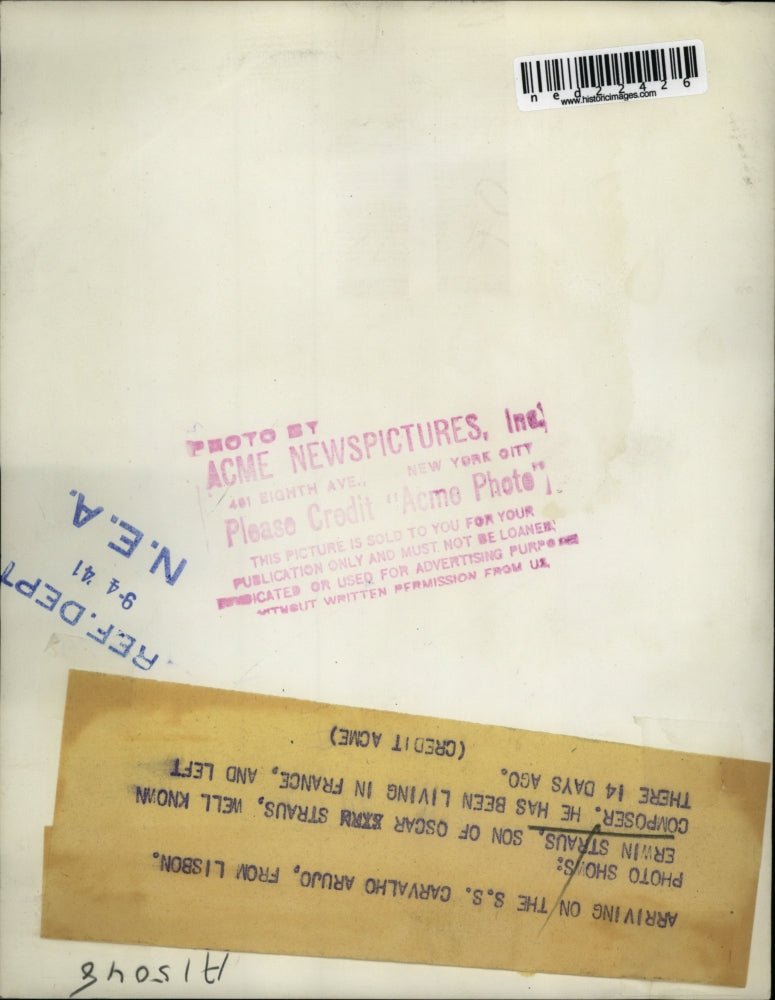 ned22426
www.historicimages.com
PHOTO BY
ACME NEWSPICTURES, Inc.
461 EIGHTH AVE., NEW YORK CITY
Please Credit "Acme Photo"
THIS PICTURE IS SOLD TO YOU FOR YOUR
PUBLICATION ONLY AND MUST NOT BE LOANED,
SYNDICATED OR USED FOR ADVERTISING PURPOSES
WITHOUT WRITTEN PERMISSION FROM US.
REF. DEPT
9-4 '41
N.E.A.
ARRIVING ON THE S.S. CARVALHO ARUJO, FROM LISBON.
PHOTO SHOWS:
ERWIN STRAUS, SON OF OSCAR STRAUS, WELL KNOWN
COMPOSER. HE HAS BEEN LIVING IN FRANCE, AND LEFT
THERE 14 DAYS AGO.
(CREDIT ACME)